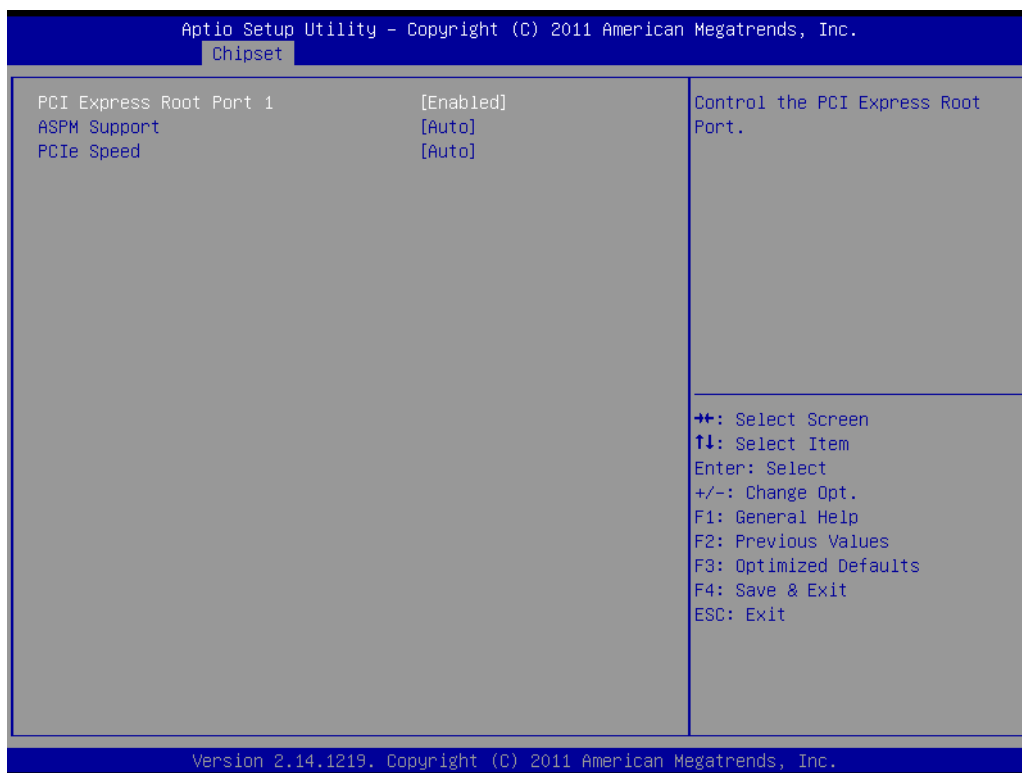 Aptio Setup Utility – Copyright (C) 2011 American Megatrends, Inc.
Chipset
PCI Express Root Port 1 [Enabled]
ASPM Support [Auto]
PCIe Speed [Auto]
Control the PCI Express Root
Port.
→←: Select Screen
↑↓: Select Item
Enter: Select
+/-: Change Opt.
F1: General Help
F2: Previous Values
F3: Optimized Defaults
F4: Save & Exit
ESC: Exit
Version 2.14.1219. Copyright (C) 2011 American Megatrends, Inc.